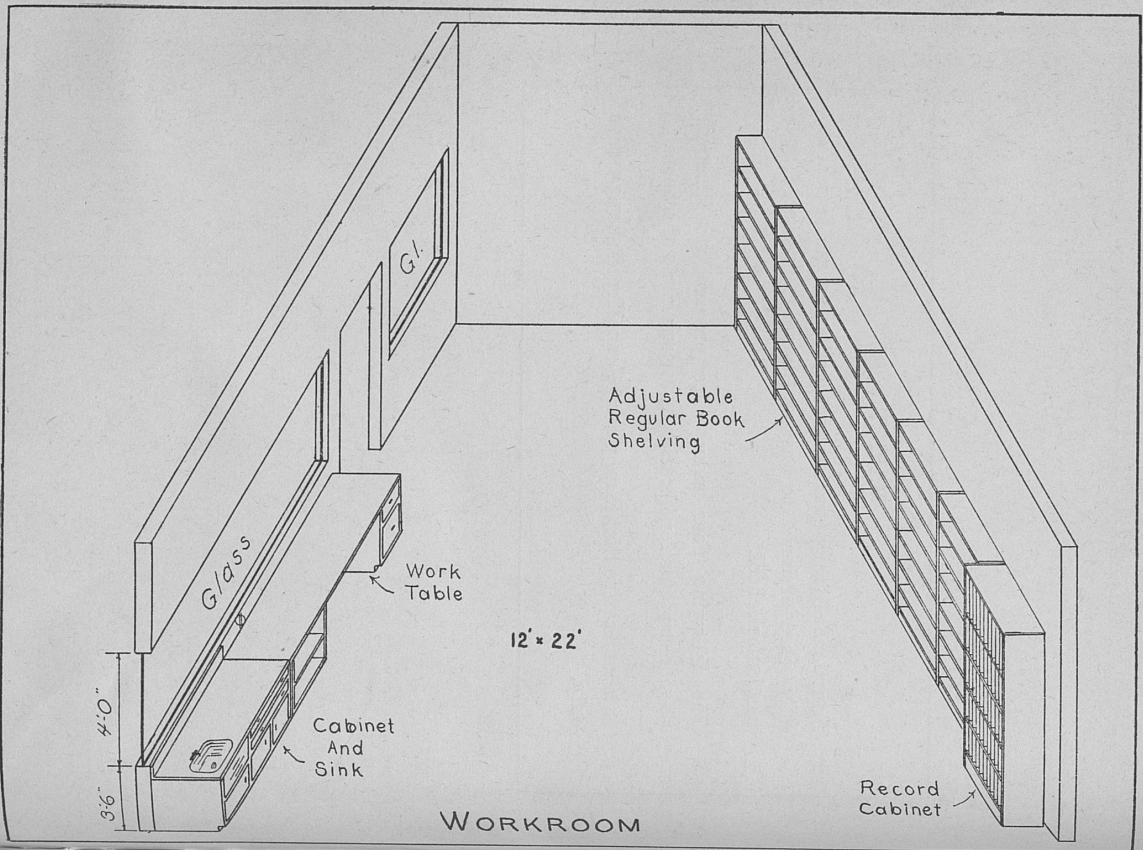 Gl.
Adjustable
Regular Book
Shelving
Glass
Work
Table
12' x 22'
4'-0"
3'-6"
Cabinet
And
Sink
Record
Cabinet
WORKROOM